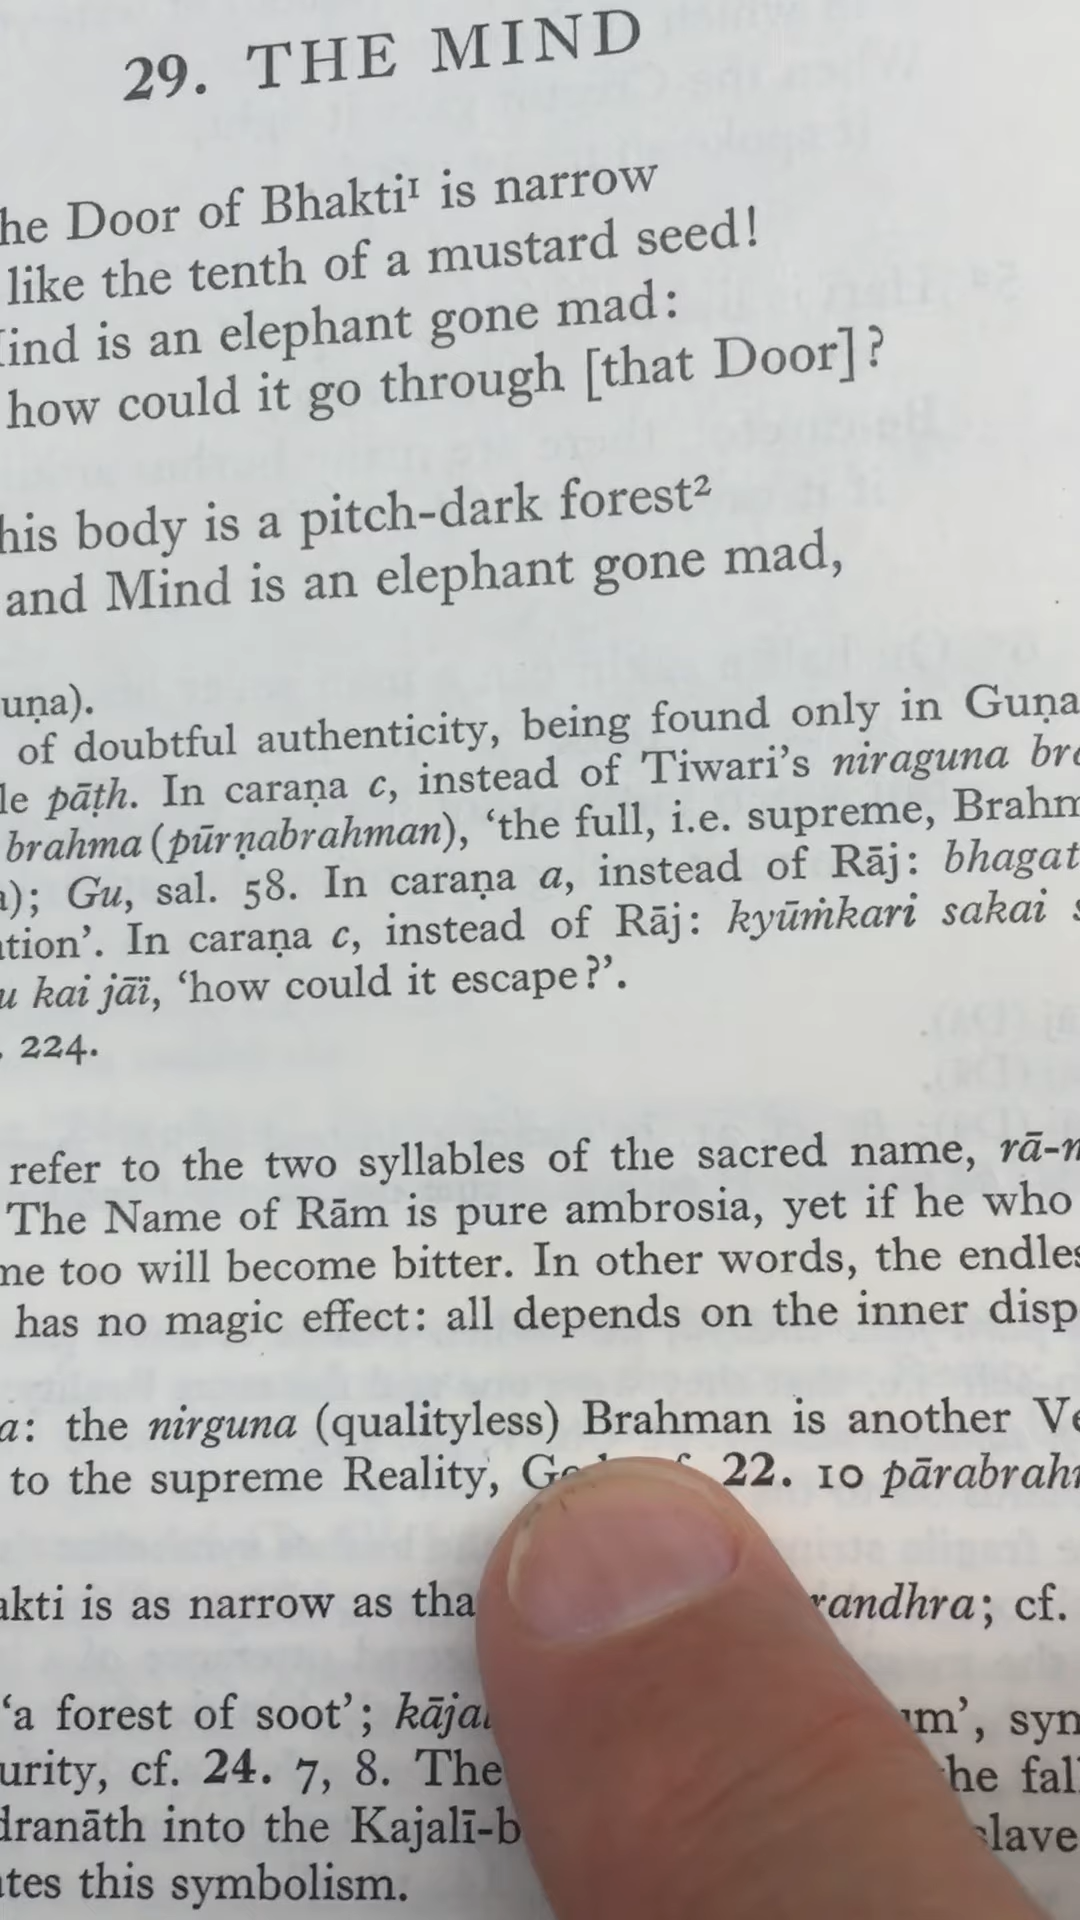 29. THE MIND
he Door of Bhakti¹ is narrow
like the tenth of a mustard seed!
ind is an elephant gone mad:
how could it go through [that Door]?
his body is a pitch-dark forest²
and Mind is an elephant gone mad,
uṇa).
of doubtful authenticity, being found only in Guṇa
le pāṭh. In caraṇa c, instead of Tiwari's niraguna bra
brahma (pūrṇabrahman), 'the full, i.e. supreme, Brahm
); Gu, sal. 58. In caraṇa a, instead of Rāj: bhagat
tion'. In caraṇa c, instead of Rāj: kyūṁkari sakai s
u kai jāï, 'how could it escape?'.
224.
refer to the two syllables of the sacred name, rā-m
The Name of Rām is pure ambrosia, yet if he who
me too will become bitter. In other words, the endles
has no magic effect: all depends on the inner disp
a: the nirguna (qualityless) Brahman is another Ve
to the supreme Reality, 22. 10 pārabrahm
akti is as narrow as tha randhra; cf.
'a forest of soot'; kāja m', sym
urity, cf. 24. 7, 8. The he fal
dranāth into the Kajalī-b slave
tes this symbolism.